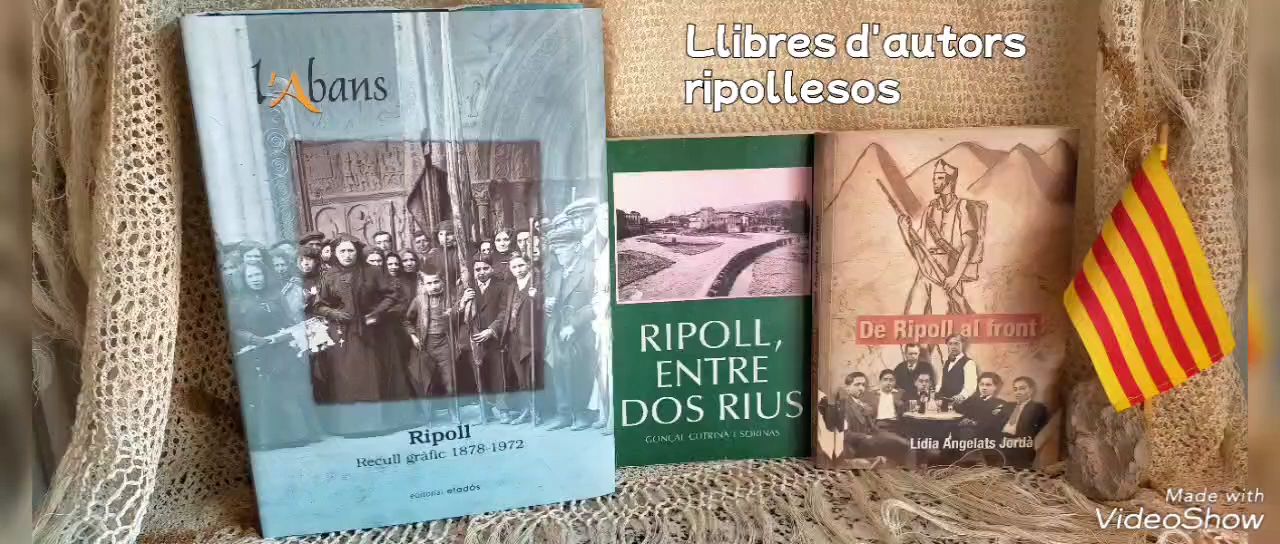 Llibres d'autors
ripollesos
l'Abans
Ripoll
Recull gràfic 1878-1972
editorial efadós
RIPOLL,
ENTRE
DOS RIUS
GONÇAL CUTRINA I SORINAS
De Ripoll al front
Lídia Angelats Jordà
Made with
VideoShow